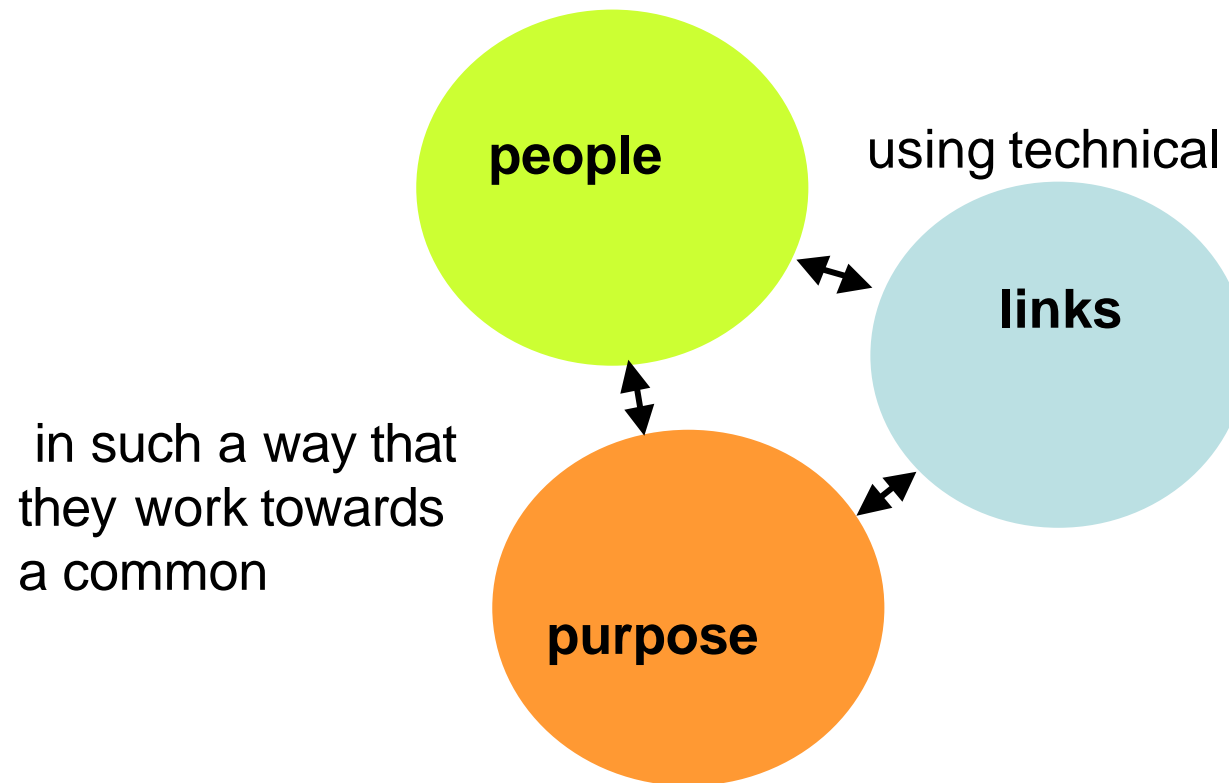 people
using technical
links
in such a way that
they work towards
a common
purpose